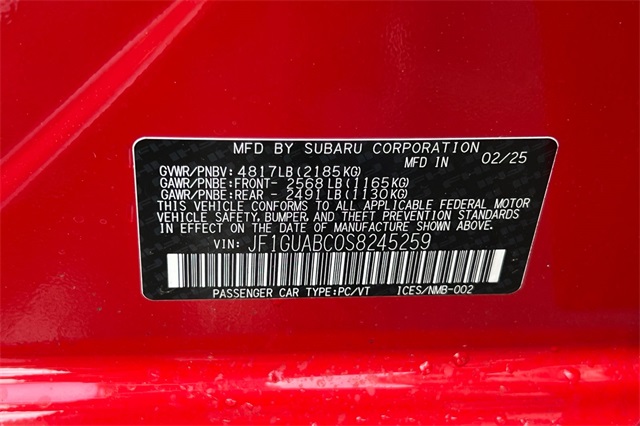 MFD BY SUBARU CORPORATION
MFD IN 02/25
GVWR/PNBV: 4817LB(2185KG)
GAWR/PNBE:FRONT- 2568LB(1165KG)
GAWR/PNBE:REAR - 2491LB(1130KG)
THIS VEHICLE CONFORMS TO ALL APPLICABLE FEDERAL MOTOR
VEHICLE SAFETY, BUMPER, AND THEFT PREVENTION STANDARDS
IN EFFECT ON THE DATE OF MANUFACTURE SHOWN ABOVE.
VIN: JF1GUABC0S8245259
PASSENGER CAR TYPE:PC/VT ICES/NMB-002